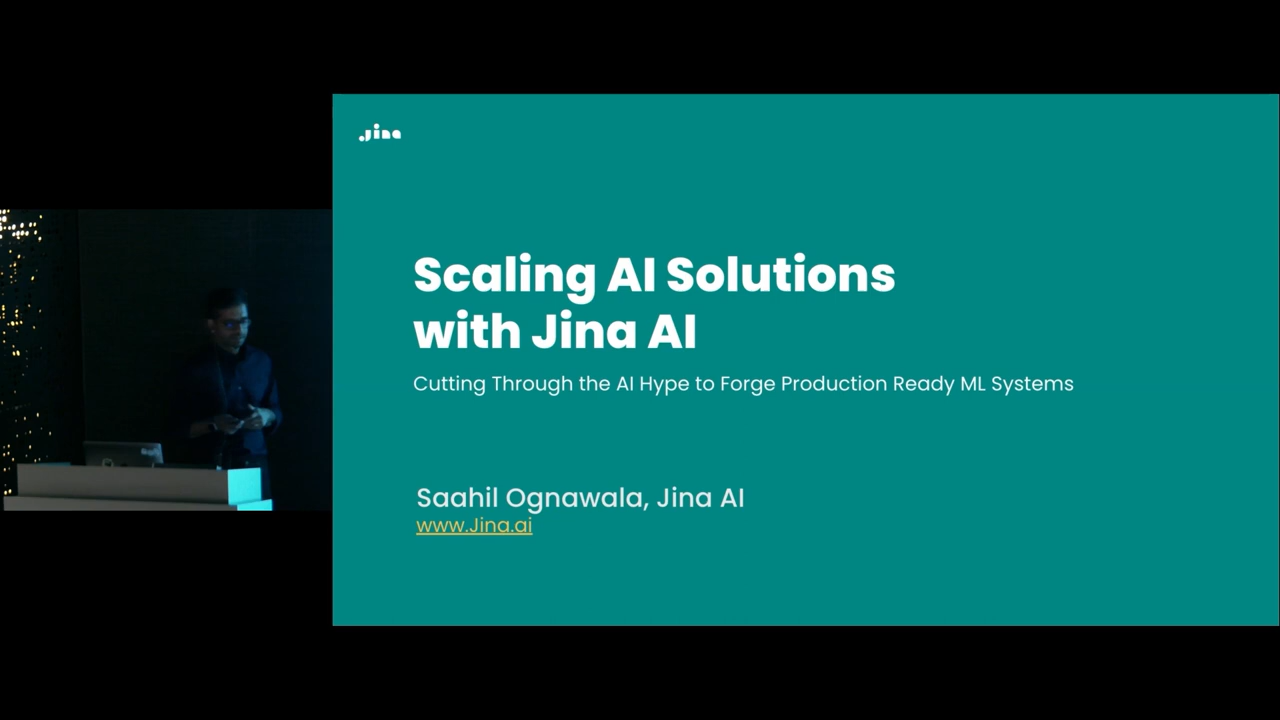 Jina
Scaling AI Solutions
with Jina AI
Cutting Through the AI Hype to Forge Production Ready ML Systems
Saahil Ognawala, Jina AI
www.Jina.ai